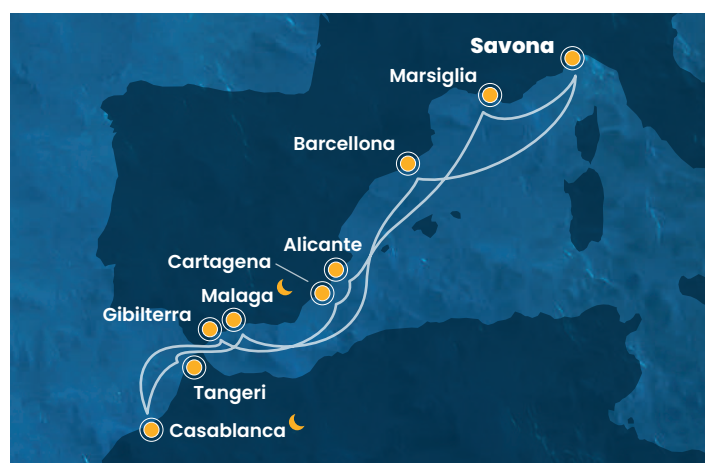 Savona
Marsiglia
Barcellona
Alicante
Cartagena
Malaga
Gibilterra
Tangeri
Casablanca